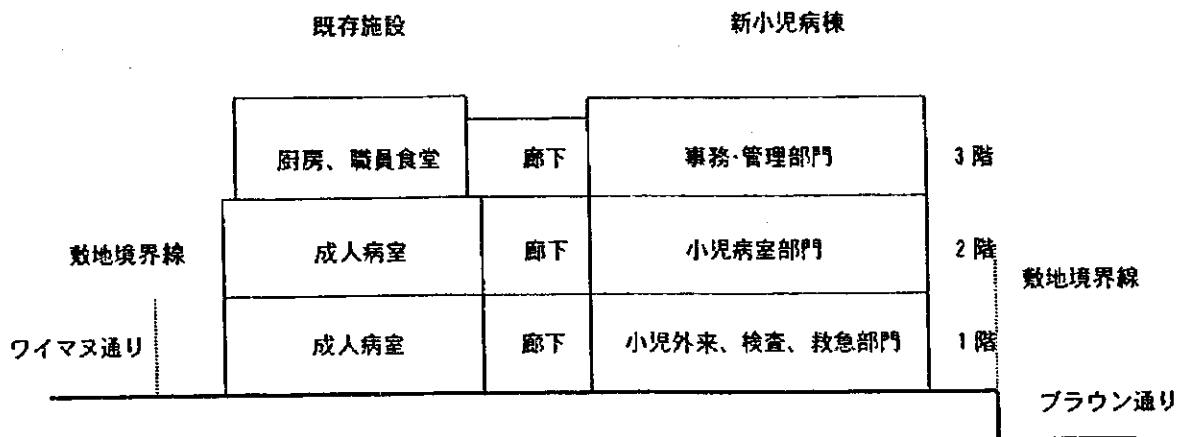 既存施設 新小児病棟
厨房、職員食堂 廊下 事務・管理部門 3階
敷地境界線 成人病室 廊下 小児病室部門 2階
敷地境界線
ワイマヌ通り 成人病室 廊下 小児外来、検査、救急部門 1階
ブラウン通り